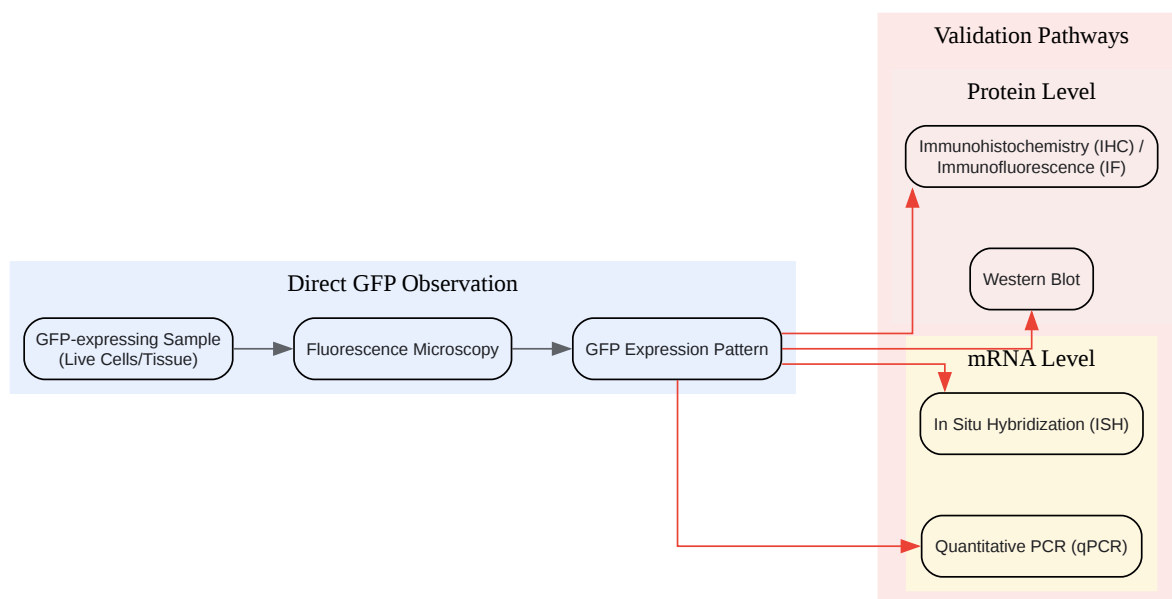 Validation Pathways
Protein Level
Immunohistochemistry (IHC) /
Immunofluorescence (IF)
Western Blot
Direct GFP Observation
GFP-expressing Sample
(Live Cells/Tissue)
Fluorescence Microscopy
GFP Expression Pattern
mRNA Level
In Situ Hybridization (ISH)
Quantitative PCR (qPCR)